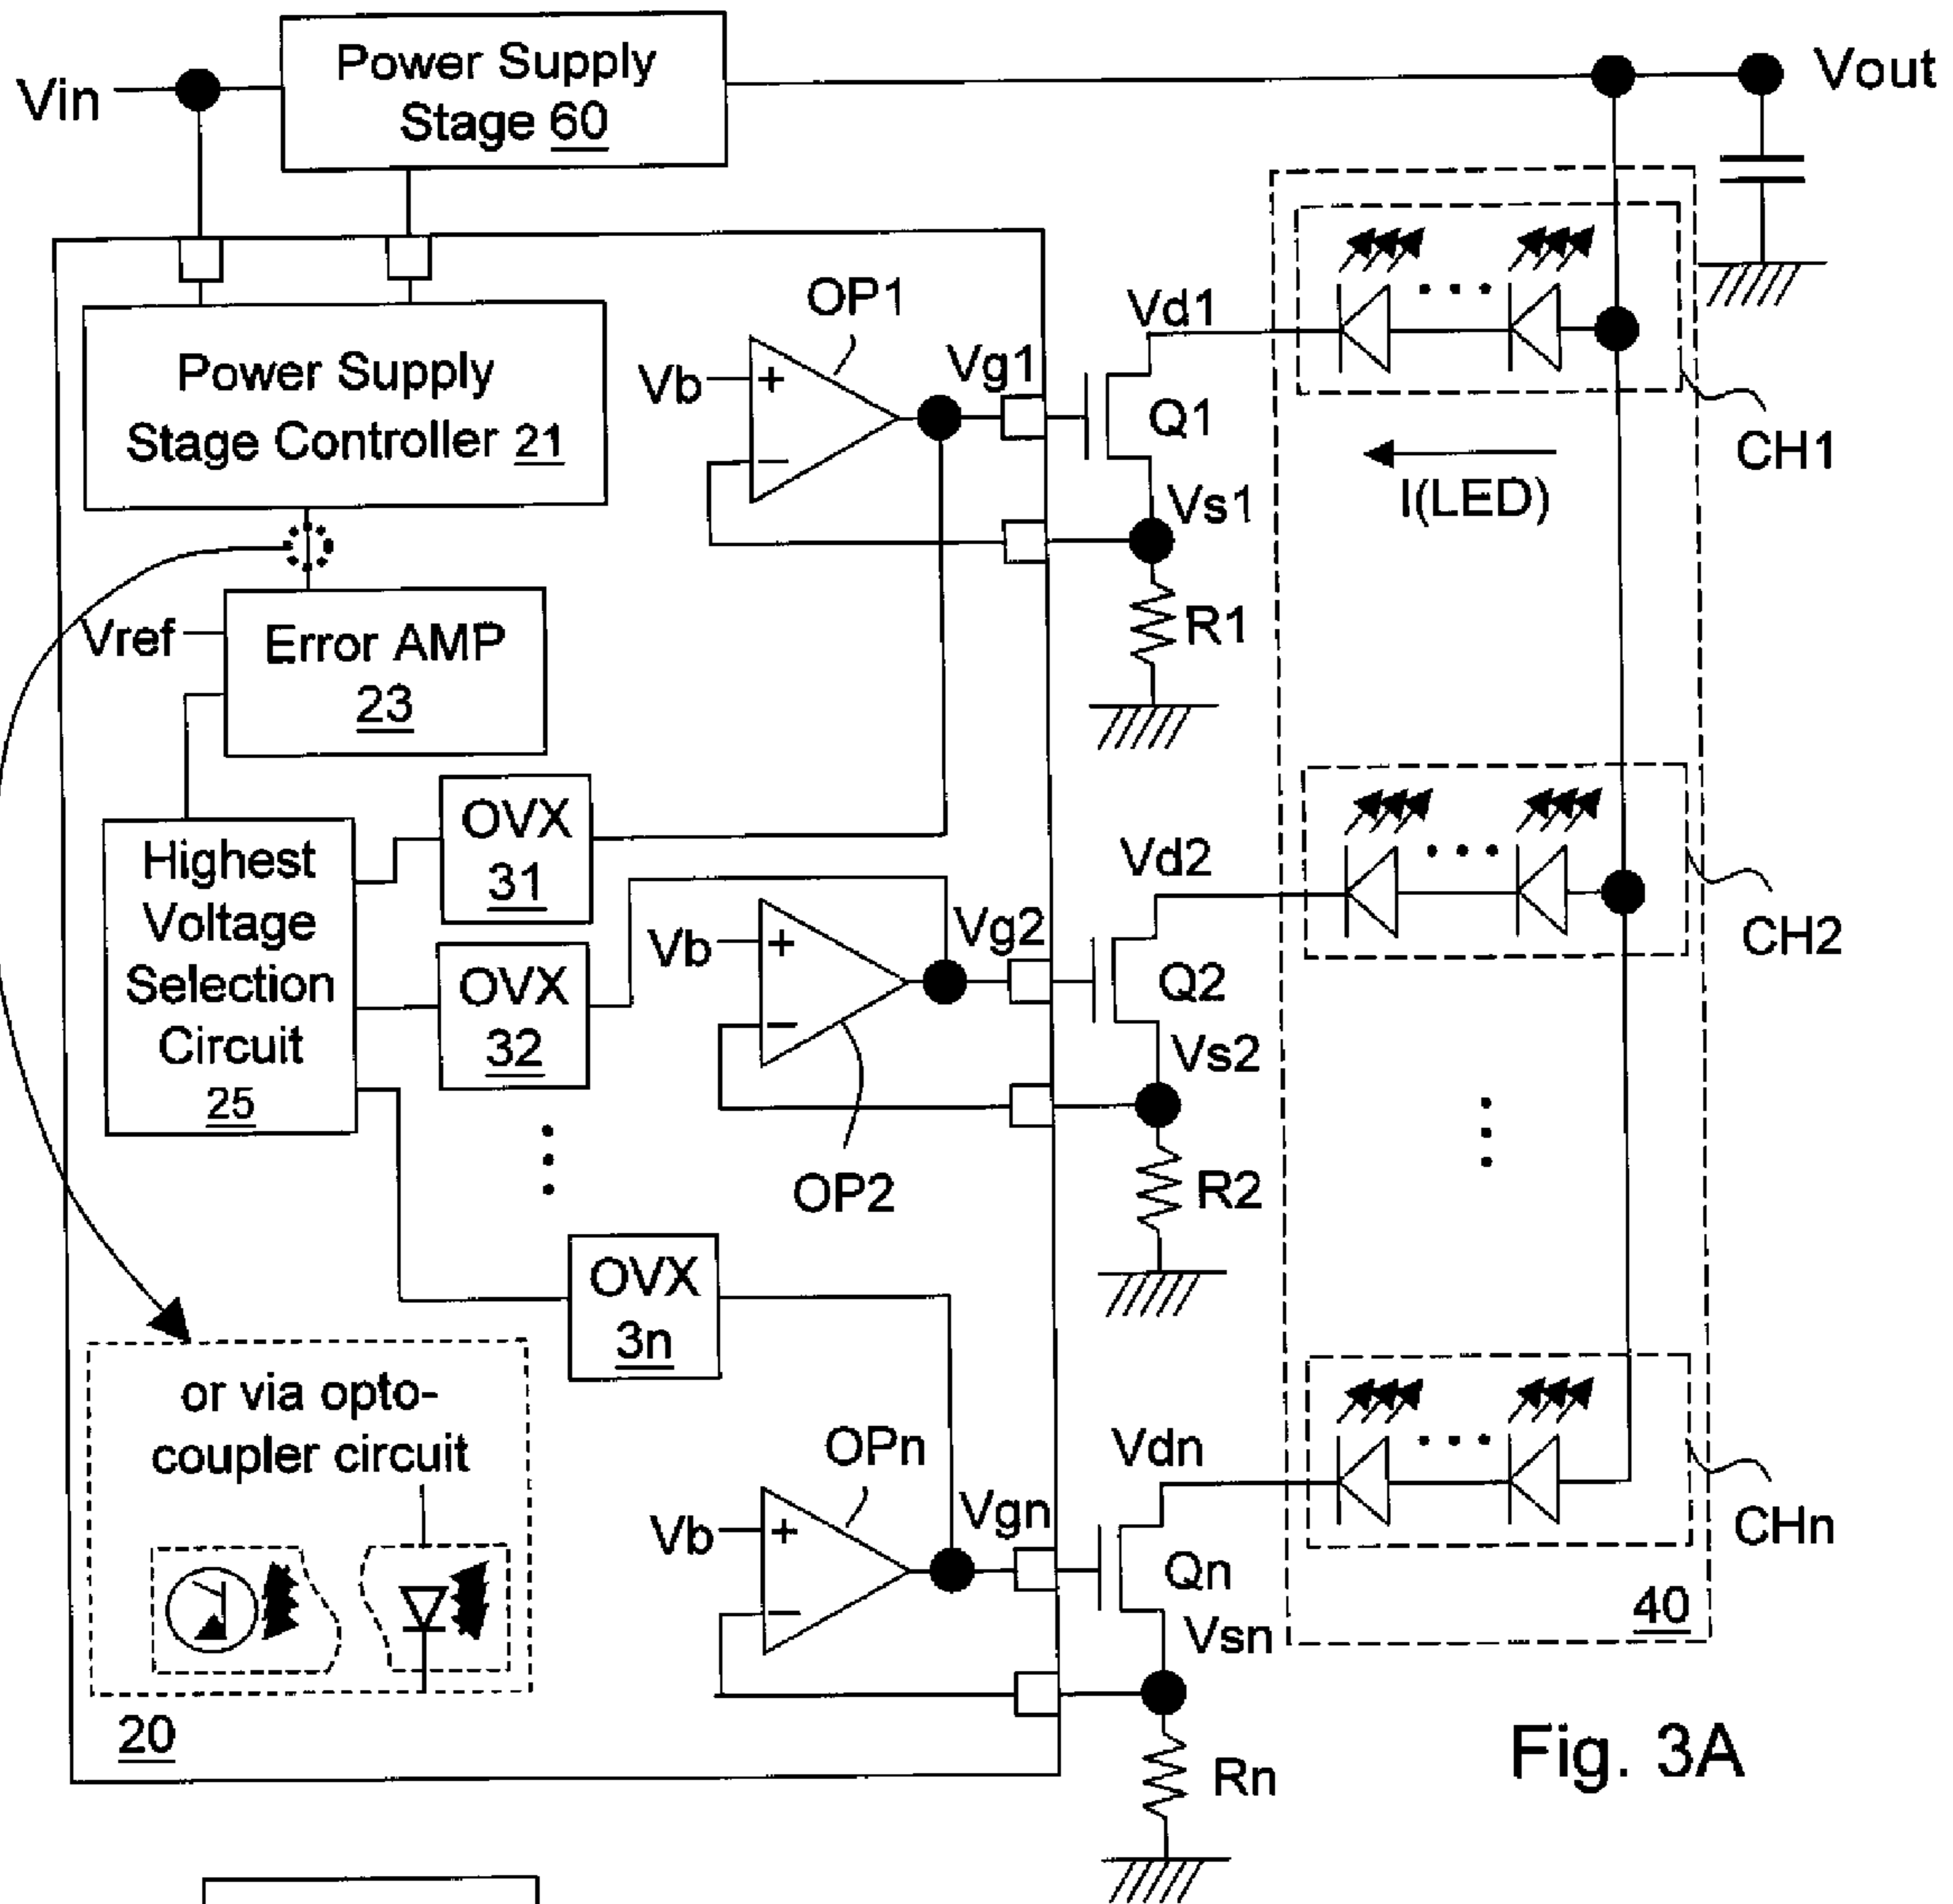 Power Supply
Stage 60
Vin
Vout
Power Supply
Stage Controller 21
OP1
Vb
+
−
Vg1
Vd1
Q1
Vs1
R1
I(LED)
CH1
Vref
Error AMP
23
Highest
Voltage
Selection
Circuit
25
OVX
31
OVX
32
Vb
+
−
Vg2
Vd2
Q2
Vs2
R2
OP2
CH2
OVX
3n
or via opto-
coupler circuit
OPn
Vb
+
−
Vgn
Vdn
Qn
Vsn
Rn
CHn
40
20
Fig. 3A